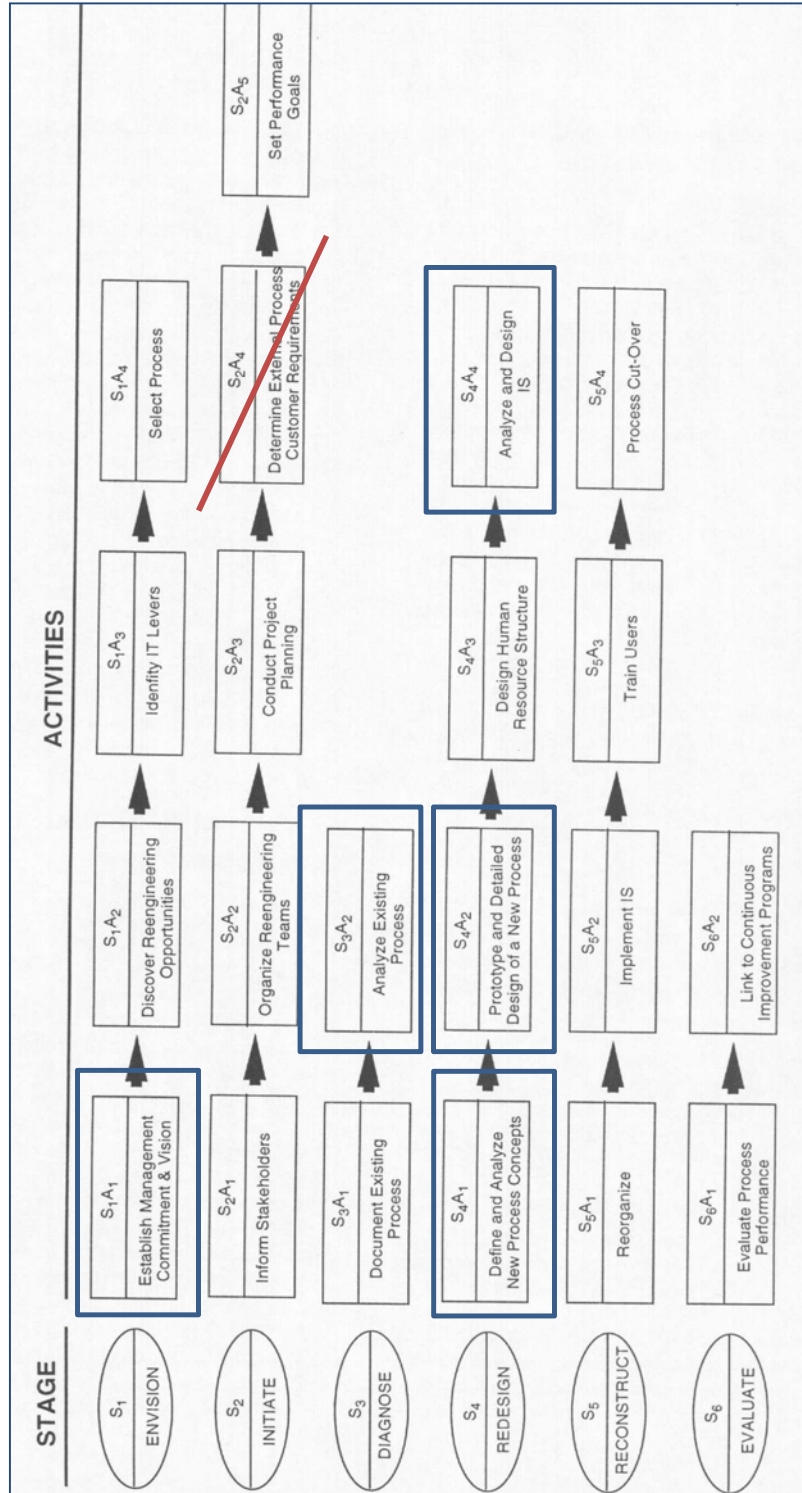 STAGE
ACTIVITIES
S1
ENVISION
S1A1
Establish Management
Commitment & Vision
S1A2
Discover Reengineering
Opportunities
S1A3
Idenfity IT Levers
S1A4
Select Process
S2
INITIATE
S2A1
Inform Stakeholders
S2A2
Organize Reengineering
Teams
S2A3
Conduct Project
Planning
S2A4
Determine External Process
Customer Requirements
S2A5
Set Performance
Goals
S3
DIAGNOSE
S3A1
Document Existing
Process
S3A2
Analyze Existing
Process
S4
REDESIGN
S4A1
Define and Analyze
New Process Concepts
S4A2
Prototype and Detailed
Design of a New Process
S4A3
Design Human
Resource Structure
S4A4
Analyze and Design
IS
S5
RECONSTRUCT
S5A1
Reorganize
S5A2
Implement IS
S5A3
Train Users
S5A4
Process Cut-Over
S6
EVALUATE
S6A1
Evaluate Process
Performance
S6A2
Link to Continuous
Improvement Programs